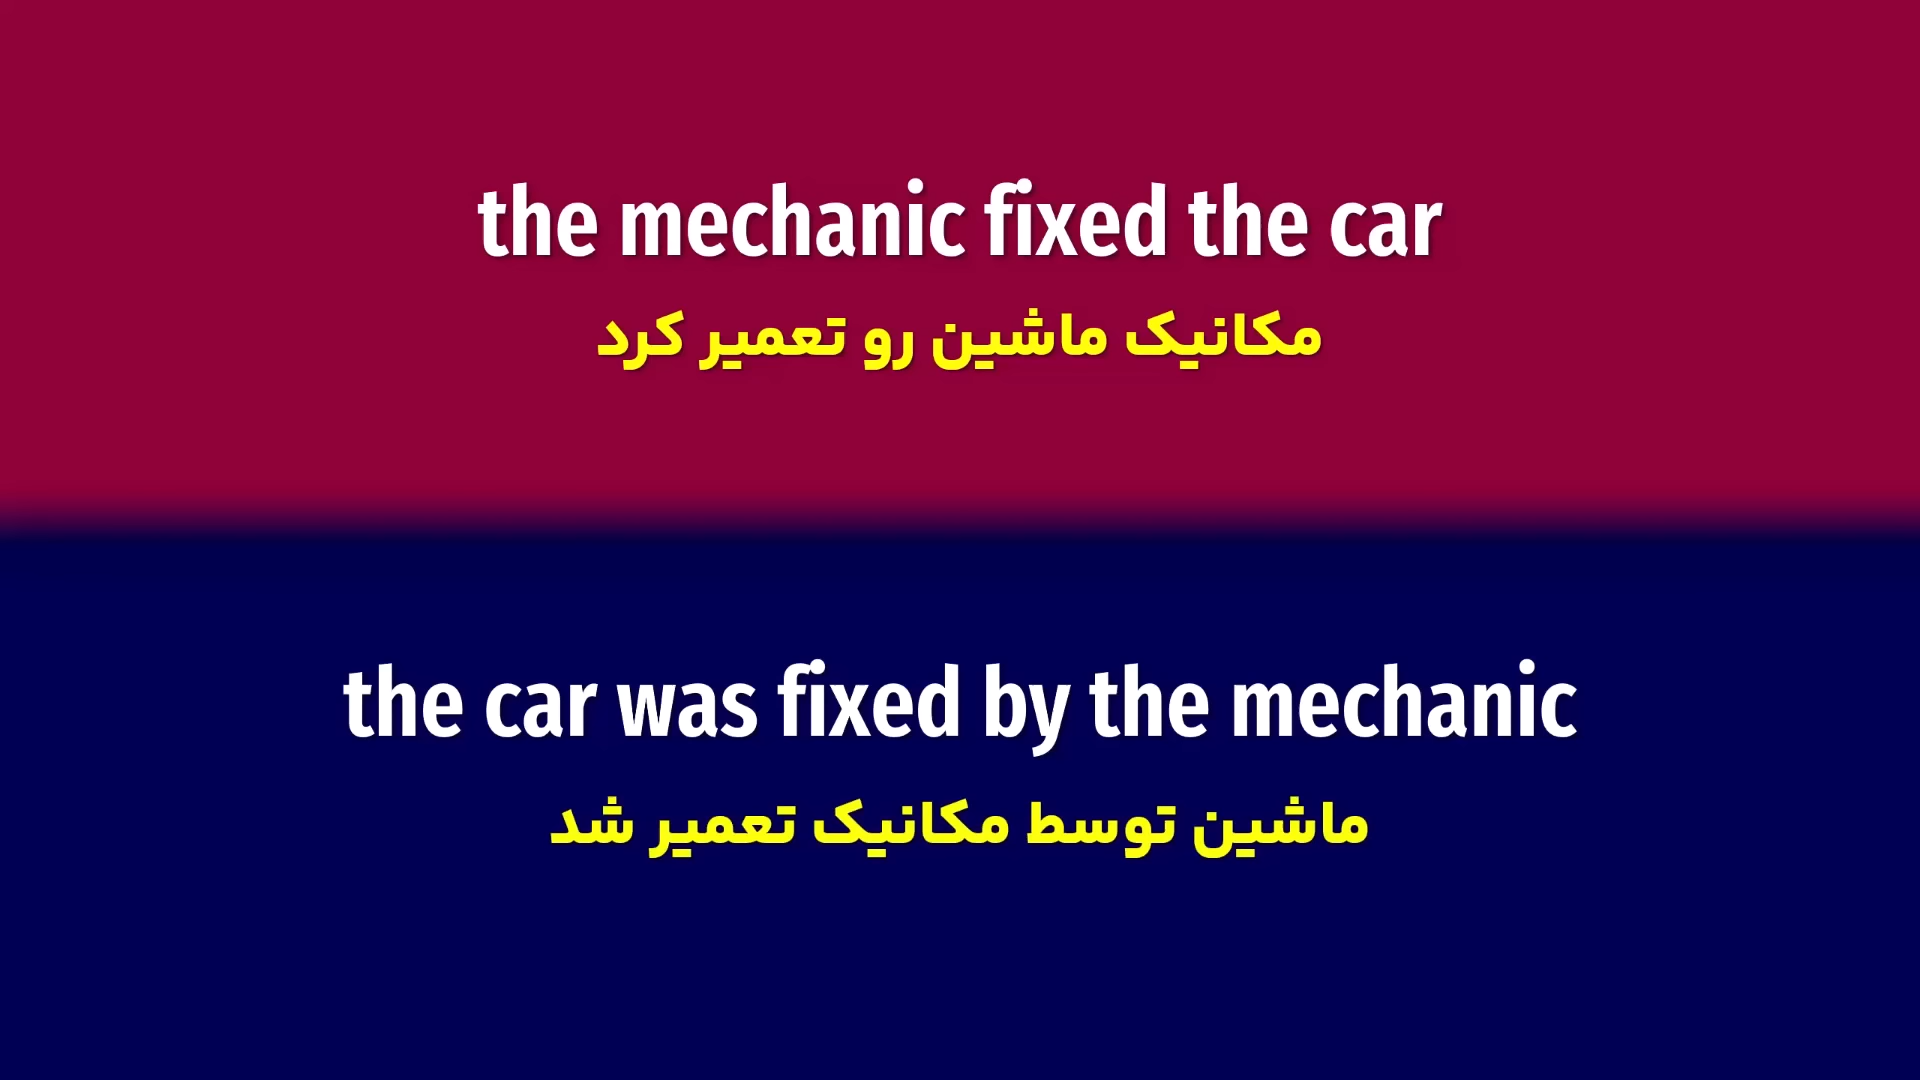 the mechanic fixed the car
مکانیک ماشین رو تعمیر کرد
the car was fixed by the mechanic
ماشین توسط مکانیک تعمیر شد